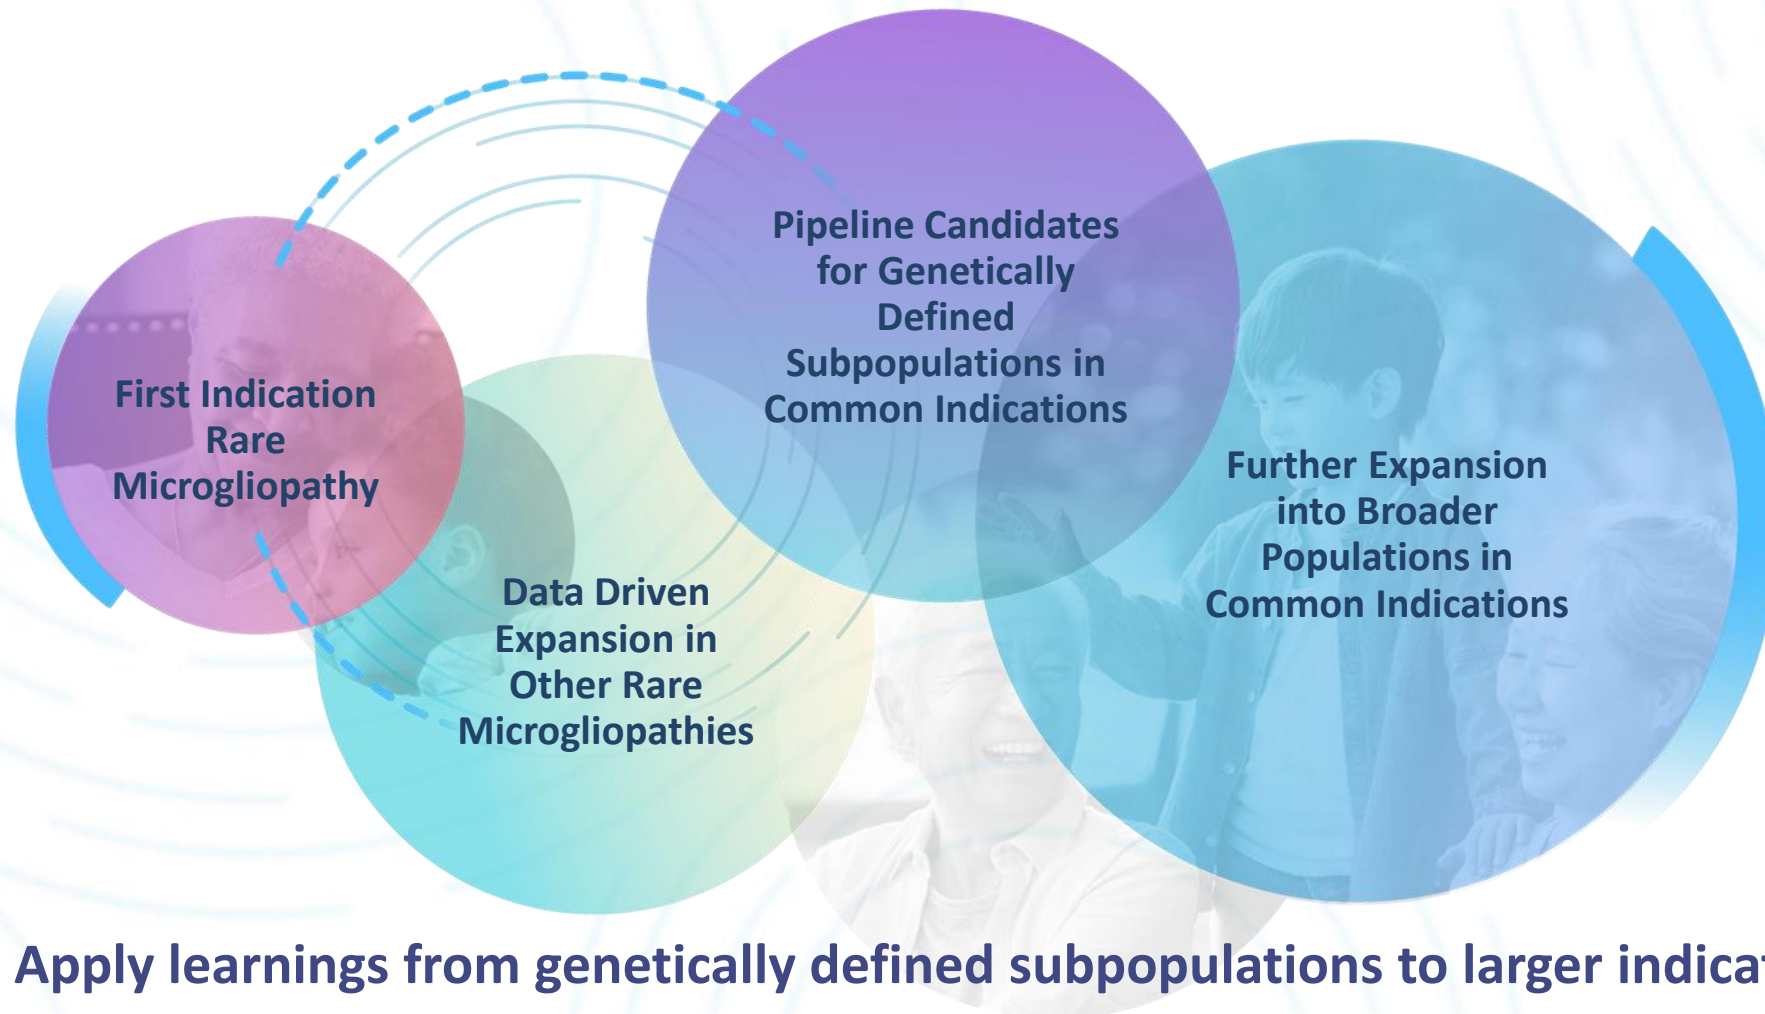 First Indication
Rare
Microgliopathy
Data Driven
Expansion in
Other Rare
Microgliopathies
Pipeline Candidates
for Genetically
Defined
Subpopulations in
Common Indications
Further Expansion
into Broader
Populations in
Common Indications
Apply learnings from genetically defined subpopulations to larger